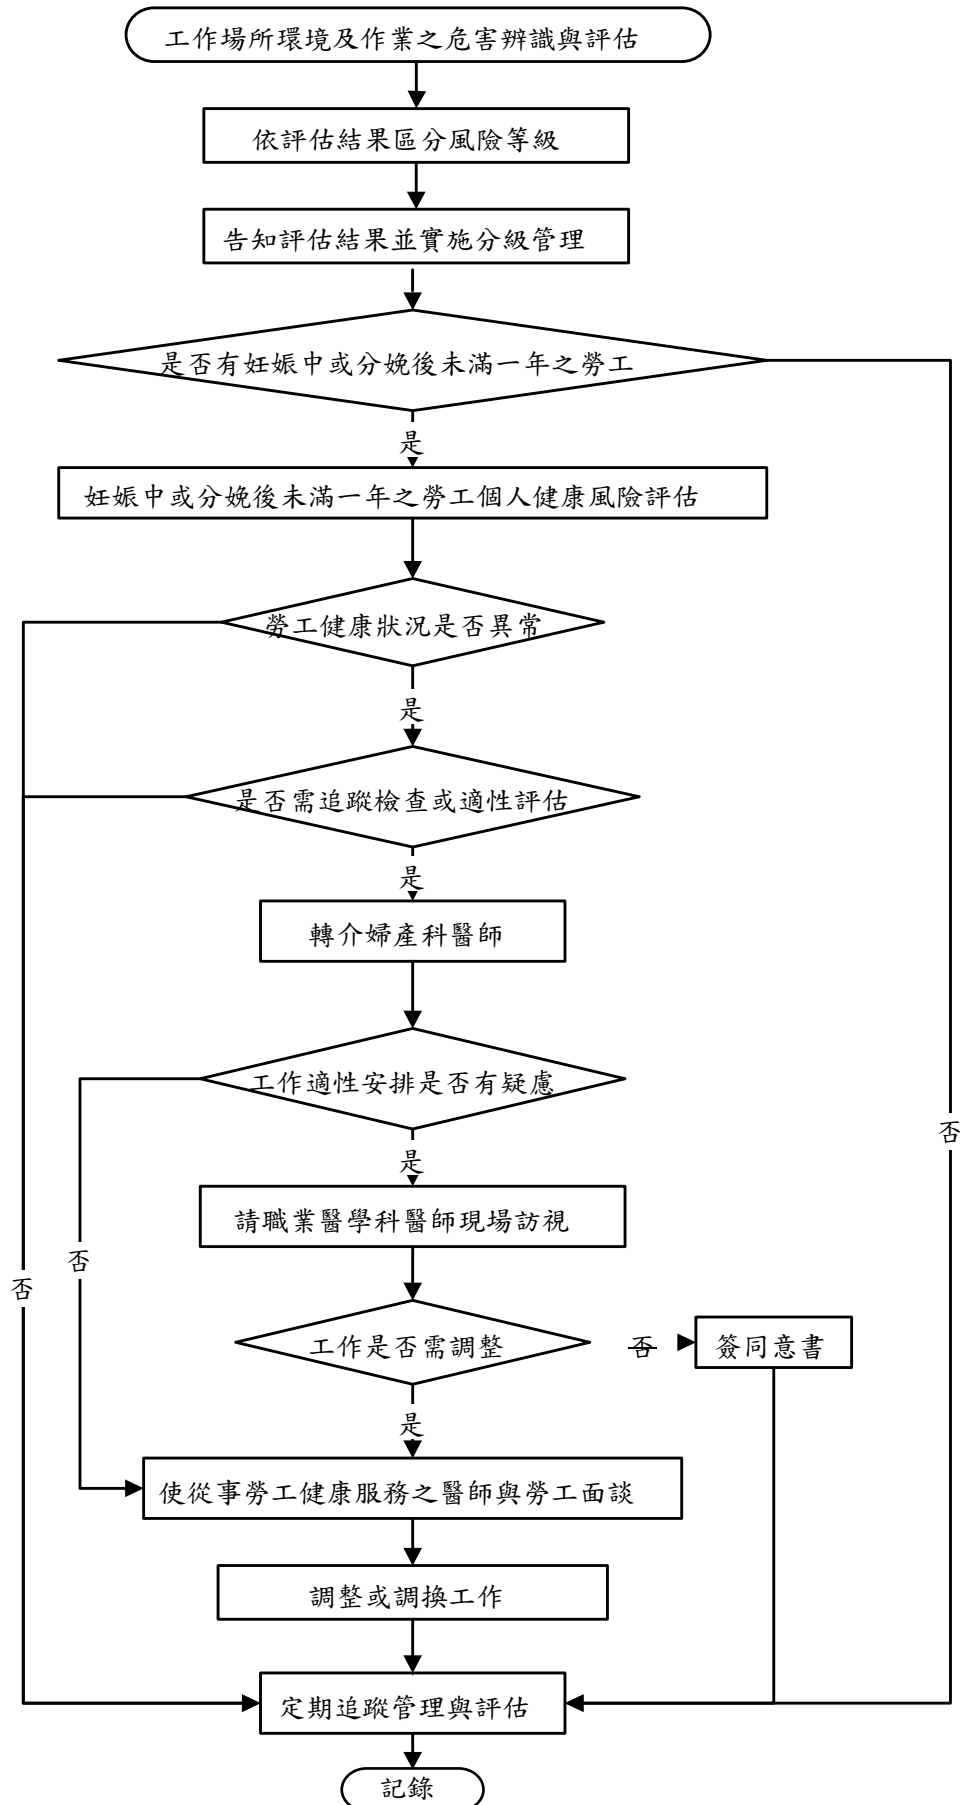 工作場所環境及作業之危害辨識與評估
依評估結果區分風險等級
告知評估結果並實施分級管理
是否有妊娠中或分娩後未滿一年之勞工
是
妊娠中或分娩後未滿一年之勞工個人健康風險評估
勞工健康狀況是否異常
是
是否需追蹤檢查或適性評估
是
轉介婦產科醫師
工作適性安排是否有疑慮
否
是
請職業醫學科醫師現場訪視
否
否
工作是否需調整
否
簽同意書
是
使從事勞工健康服務之醫師與勞工面談
調整或調換工作
定期追蹤管理與評估
記錄